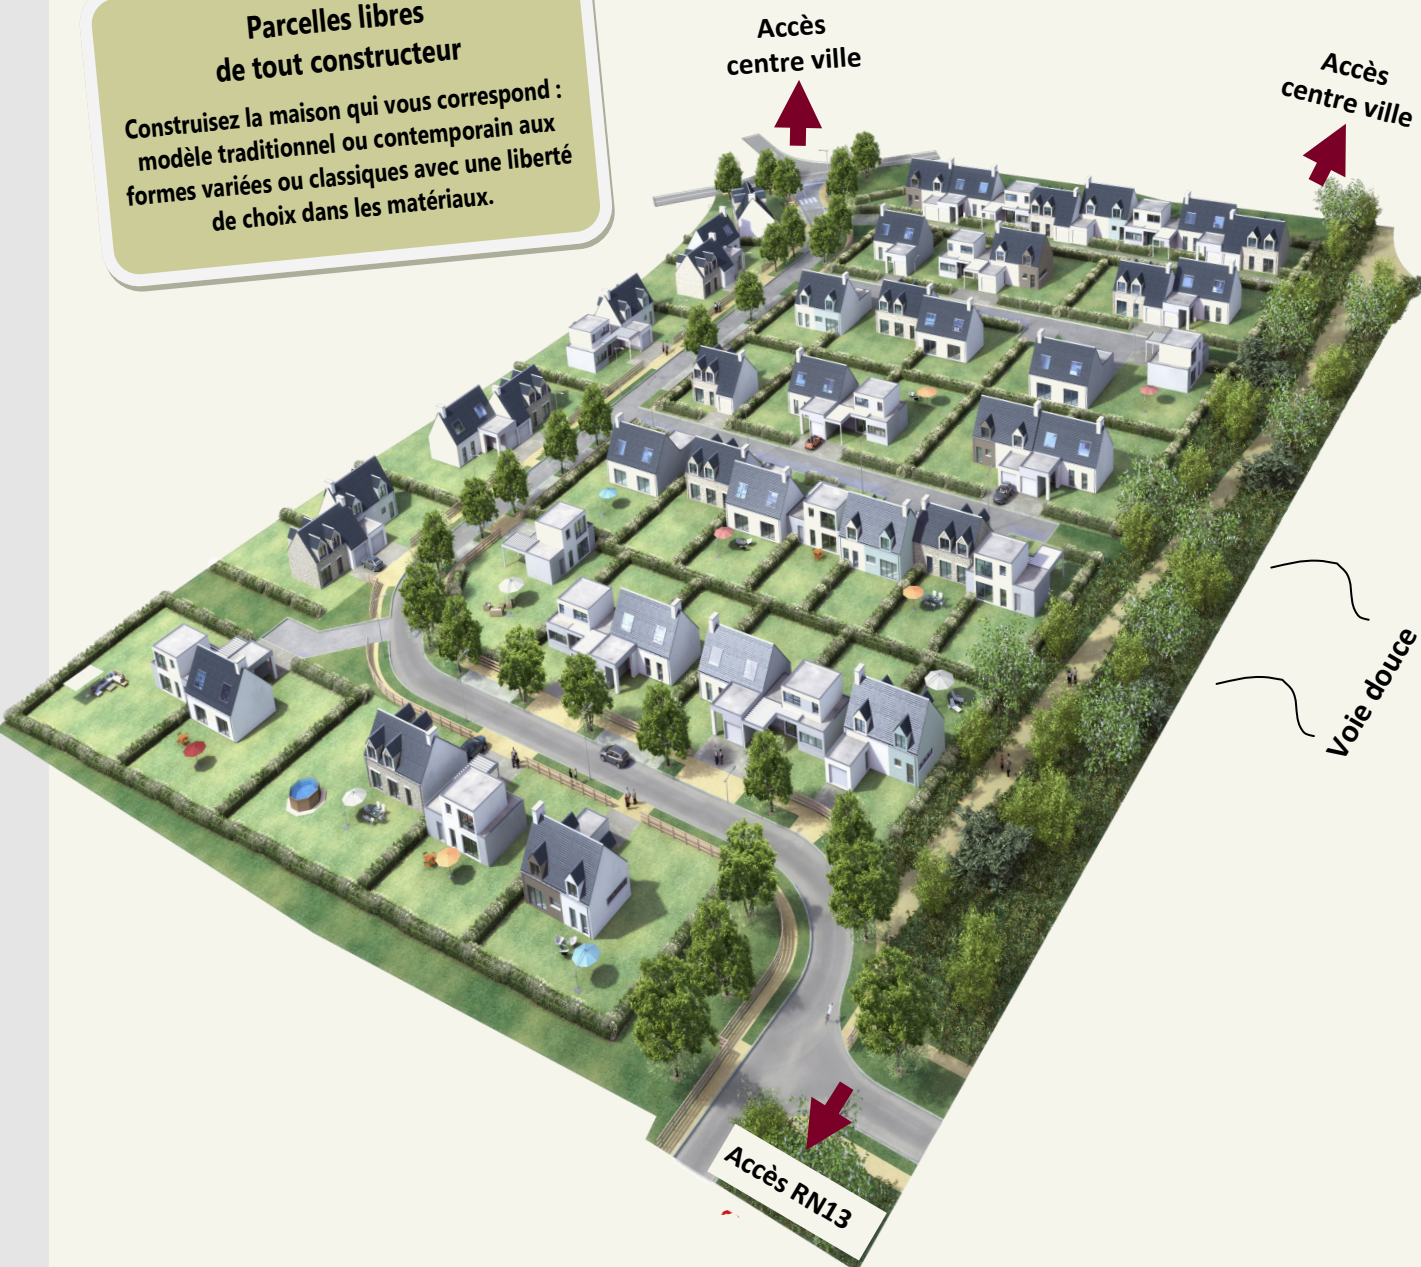 Parcelles libres
de tout constructeur
Construisez la maison qui vous correspond :
modèle traditionnel ou contemporain aux
formes variées ou classiques avec une liberté
de choix dans les matériaux.
Accès
centre ville
Accès
centre ville
Voie douce
Accès RN13